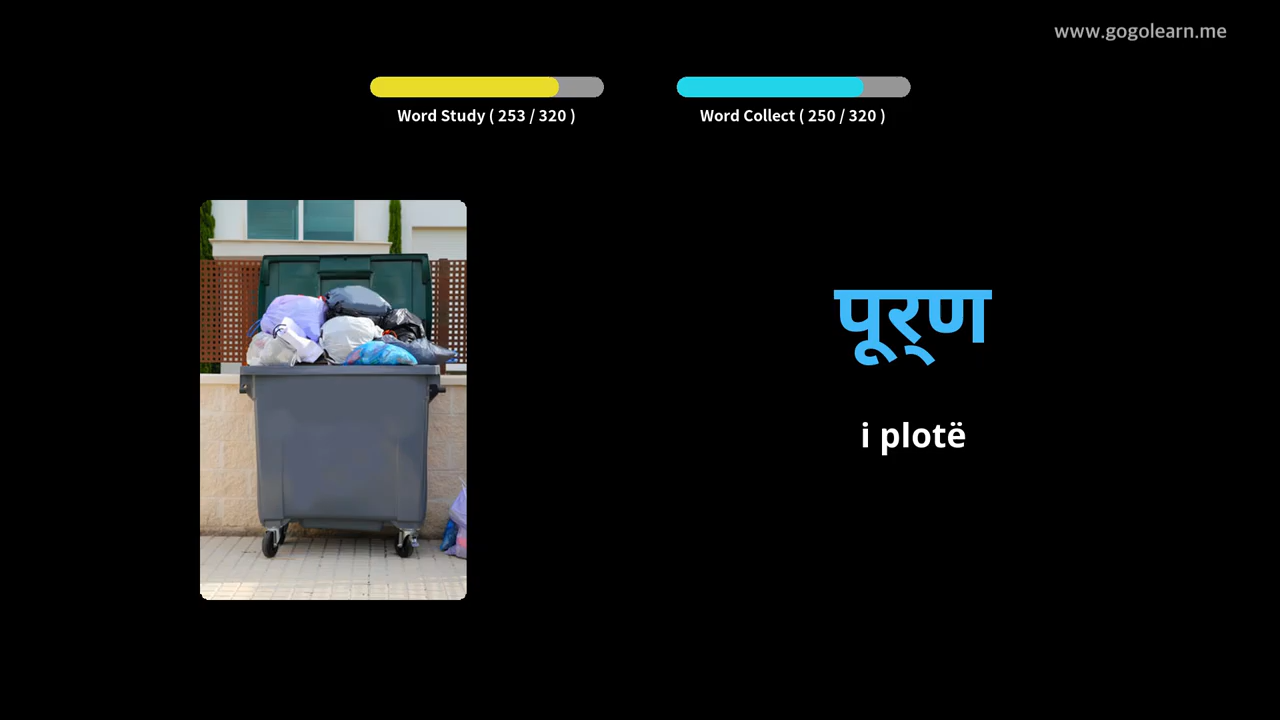 www.gogolearn.me
Word Study ( 253 / 320 )
Word Collect ( 250 / 320 )
पूर्‌ण
i plotë